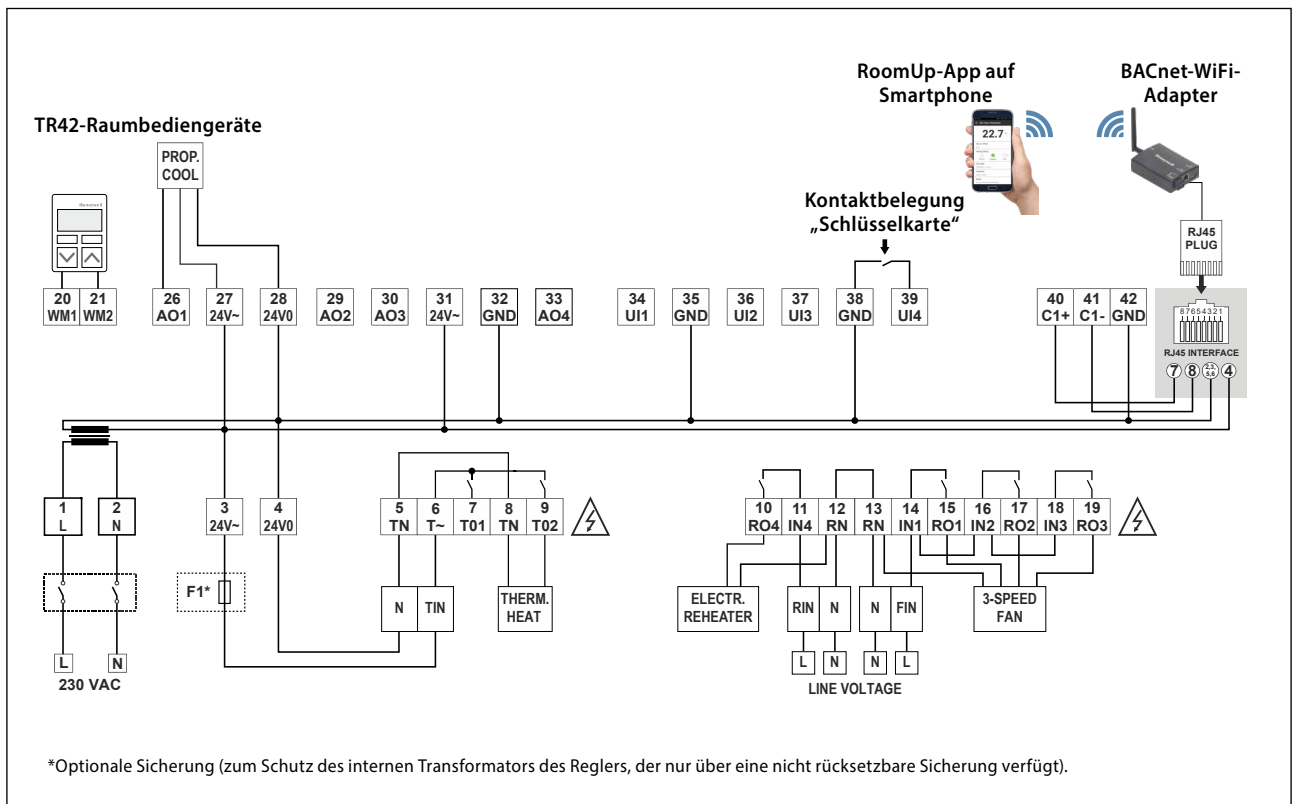 RoomUp-App auf
Smartphone
BACnet-WiFi-
Adapter
TR42-Raumbediengeräte
PROP.
COOL
22.7
Kontaktbelegung
„Schlüsselkarte“
Honeywell
RJ45
PLUG
20 21 26 27 28 29 30 31 32 33 34 35 36 37 38 39 40 41 42
WM1 WM2 AO1 24V~ 24V0 AO2 AO3 24V~ GND AO4 UI1 GND UI2 UI3 GND UI4 C1+ C1- GND
87654321
RJ45 INTERFACE
7 8 2,3, 5,6 4
1 2 3 4 5 6 7 8 9 10 11 12 13 14 15 16 17 18 19
L N 24V~ 24V0 TN T~ T01 TN T02 RO4 IN4 RN RN IN1 RO1 IN2 RO2 IN3 RO3
F1*
N TIN
THERM.
HEAT
ELECTR.
REHEATER
RIN N N FIN
3-SPEED
FAN
L N
230 VAC
L N N L
LINE VOLTAGE
*Optionale Sicherung (zum Schutz des internen Transformators des Reglers, der nur über eine nicht rücksetzbare Sicherung verfügt).